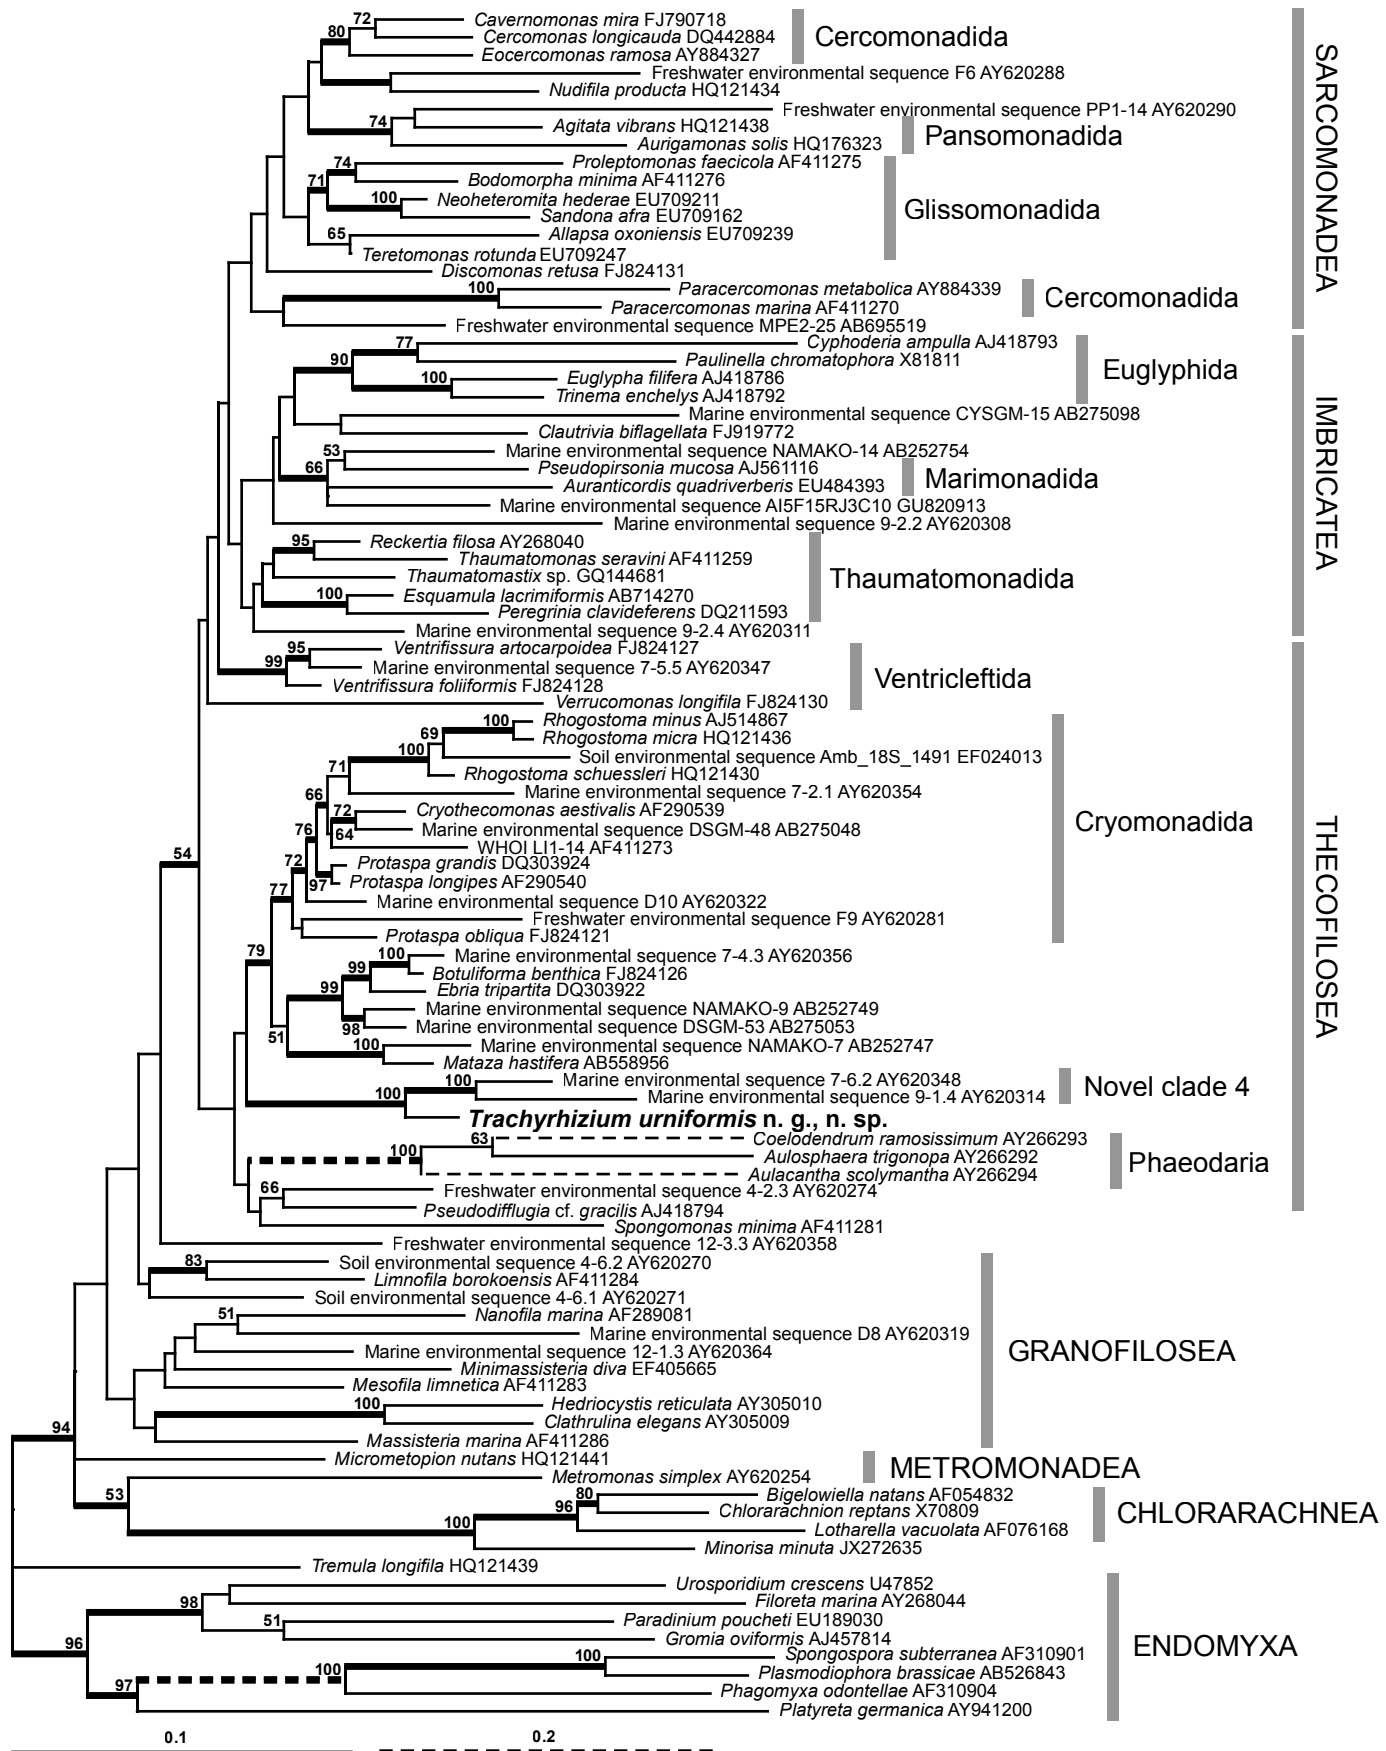 72
Cavernomonas mira FJ790718
80
Cercomonas longicauda DQ442884
Cercomonadida
Eocercomonas ramosa AY884327
Freshwater environmental sequence F6 AY620288
Nudifila producta HQ121434
Freshwater environmental sequence PP1-14 AY620290
74
Agitata vibrans HQ121438
Pansomonadida
Aurigamonas solis HQ176323
74
Proleptomonas faecicola AF411275
71
Bodomorpha minima AF411276
100
Neoheteromita hederae EU709211
Glissomonadida
Sandona afra EU709162
65
Allapsa oxoniensis EU709239
Teretomonas rotunda EU709247
Discomonas retusa FJ824131
SARCOMONADEA
100
Paracercomonas metabolica AY884339
Cercomonadida
Paracercomonas marina AF411270
Freshwater environmental sequence MPE2-25 AB695519
77
Cyphoderia ampulla AJ418793
90
Paulinella chromatophora X81811
Euglyphida
100
Euglypha filifera AJ418786
Trinema enchelys AJ418792
Marine environmental sequence CYSGM-15 AB275098
Clautrivia biflagellata FJ919772
53
Marine environmental sequence NAMAKO-14 AB252754
66
Pseudopirsonia mucosa AJ561116
Marimonadida
Auranticordis quadriverberis EU484393
Marine environmental sequence AI5F15RJ3C10 GU820913
Marine environmental sequence 9-2.2 AY620308
IMBRICATEA
95
Reckertia filosa AY268040
Thaumatomonas seravini AF411259
Thaumatomastix sp. GQ144681
Thaumatomonadida
100
Esquamula lacrimiformis AB714270
Peregrinia clavideferens DQ211593
Marine environmental sequence 9-2.4 AY620311
95
Ventrifissura artocarpoidea FJ824127
99
Marine environmental sequence 7-5.5 AY620347
Ventricleftida
Ventrifissura foliiformis FJ824128
Verrucomonas longifila FJ824130
100
Rhogostoma minus AJ514867
69
Rhogostoma micra HQ121436
100
Soil environmental sequence Amb_18S_1491 EF024013
71
Rhogostoma schuessleri HQ121430
Marine environmental sequence 7-2.1 AY620354
66
72
Cryothecomonas aestivalis AF290539
Cryomonadida
76
64
Marine environmental sequence DSGM-48 AB275048
WHOI LI1-14 AF411273
54
72
Protaspa grandis DQ303924
97
Protaspa longipes AF290540
77
Marine environmental sequence D10 AY620322
Freshwater environmental sequence F9 AY620281
Protaspa obliqua FJ824121
THECOFILOSEA
79
100
Marine environmental sequence 7-4.3 AY620356
99
Botuliforma benthica FJ824126
99
Ebria tripartita DQ303922
Marine environmental sequence NAMAKO-9 AB252749
98
Marine environmental sequence DSGM-53 AB275053
51
100
Marine environmental sequence NAMAKO-7 AB252747
Mataza hastifera AB558956
100
Marine environmental sequence 7-6.2 AY620348
Novel clade 4
100
Marine environmental sequence 9-1.4 AY620314
Trachyrhizium urniformis n. g., n. sp.
63
Coelodendrum ramosissimum AY266293
100
Aulosphaera trigonopa AY266292
Phaeodaria
Aulacantha scolymantha AY266294
66
Freshwater environmental sequence 4-2.3 AY620274
Pseudodifflugia cf. gracilis AJ418794
Spongomonas minima AF411281
Freshwater environmental sequence 12-3.3 AY620358
83
Soil environmental sequence 4-6.2 AY620270
Limnofila borokoensis AF411284
Soil environmental sequence 4-6.1 AY620271
51
Nanofila marina AF289081
Marine environmental sequence D8 AY620319
Marine environmental sequence 12-1.3 AY620364
GRANOFILOSEA
Minimassisteria diva EF405665
Mesofila limnetica AF411283
100
Hedriocystis reticulata AY305010
Clathrulina elegans AY305009
94
Massisteria marina AF411286
Micrometopion nutans HQ121441
METROMONADEA
Metromonas simplex AY620254
53
80
Bigelowiella natans AF054832
96
Chlorarachnion reptans X70809
CHLORARACHNEA
100
Lotharella vacuolata AF076168
Minorisa minuta JX272635
Tremula longifila HQ121439
Urosporidium crescens U47852
98
Filoreta marina AY268044
51
Paradinium poucheti EU189030
96
Gromia oviformis AJ457814
ENDOMYXA
100
100
Spongospora subterranea AF310901
97
Plasmodiophora brassicae AB526843
Phagomyxa odontellae AF310904
Platyreta germanica AY941200
0.1
0.2